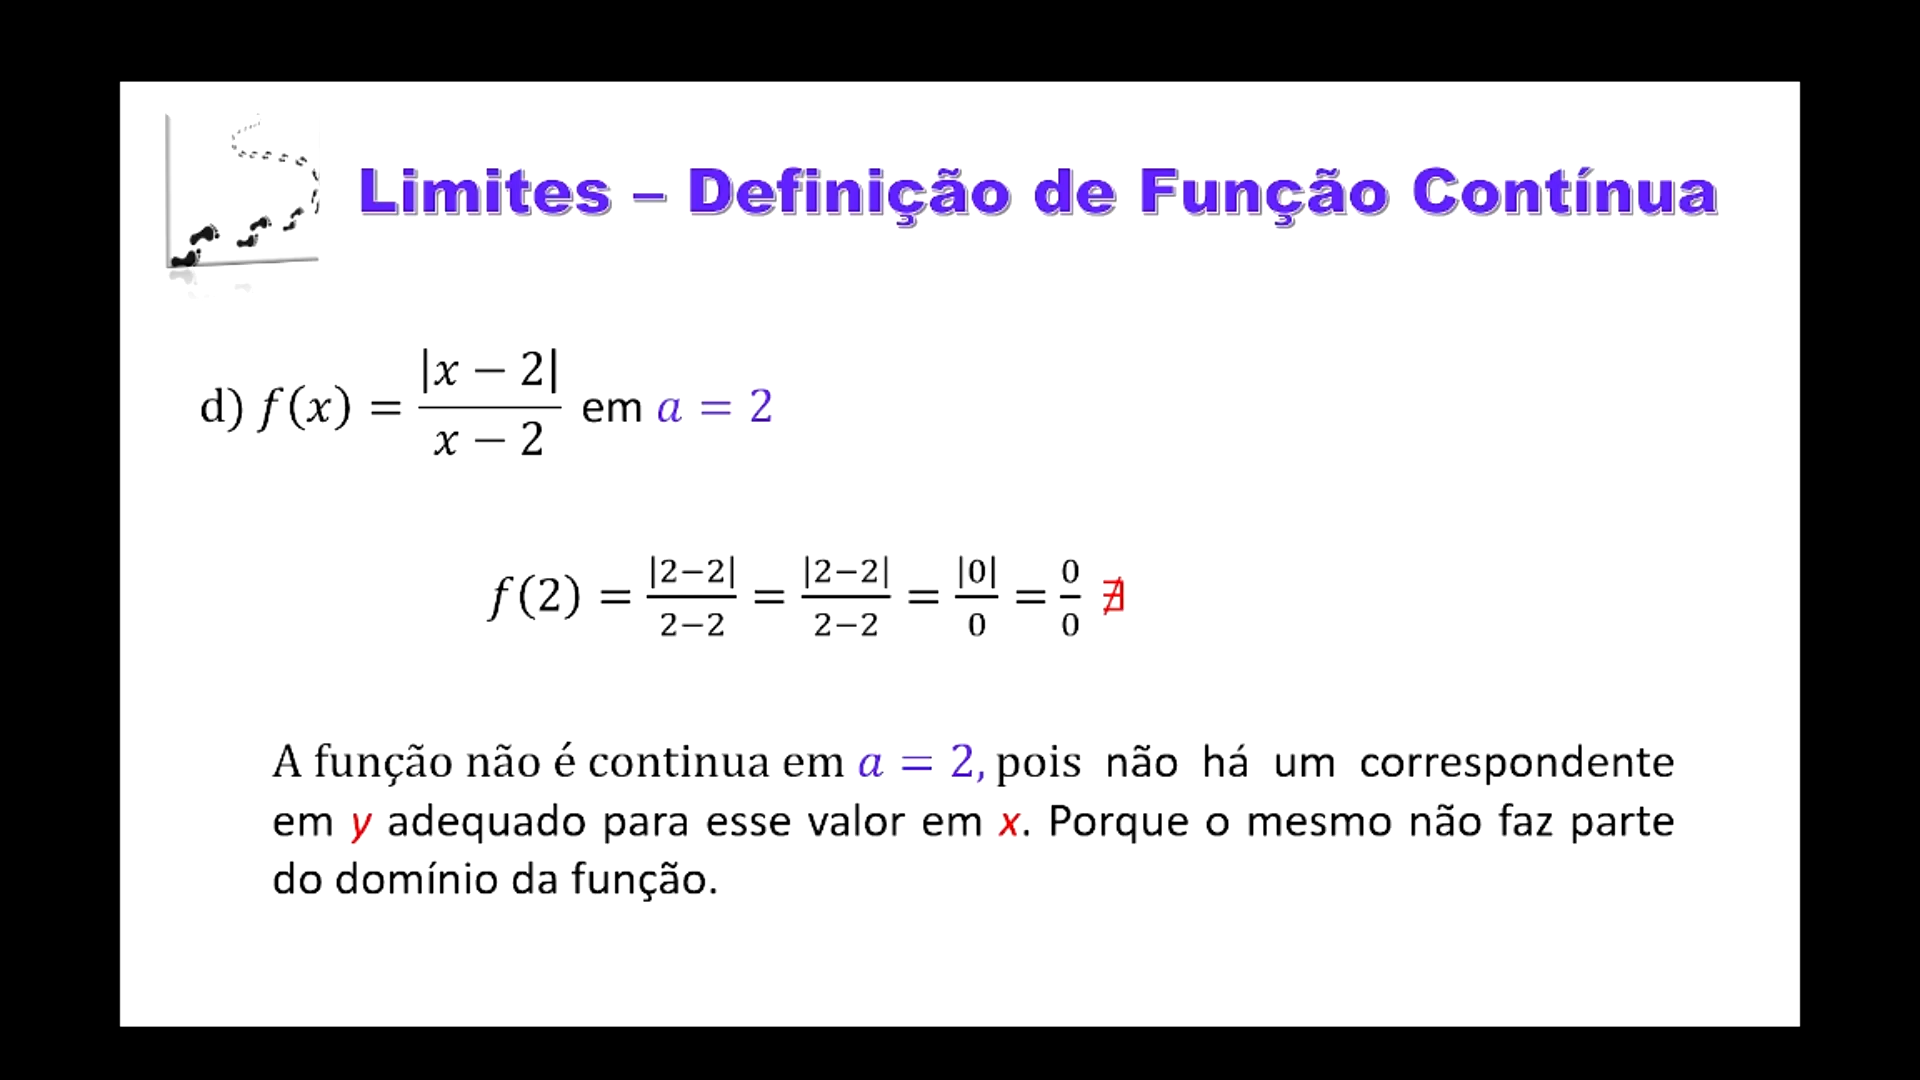 Limites – Definição de Função Contínua
d) f(x) = |x − 2| / x − 2 em a = 2
f(2) = |2−2| / 2−2 = |2−2| / 2−2 = |0| / 0 = 0 / 0 ∄
A função não é continua em a = 2, pois não há um correspondente
em y adequado para esse valor em x. Porque o mesmo não faz parte
do domínio da função.